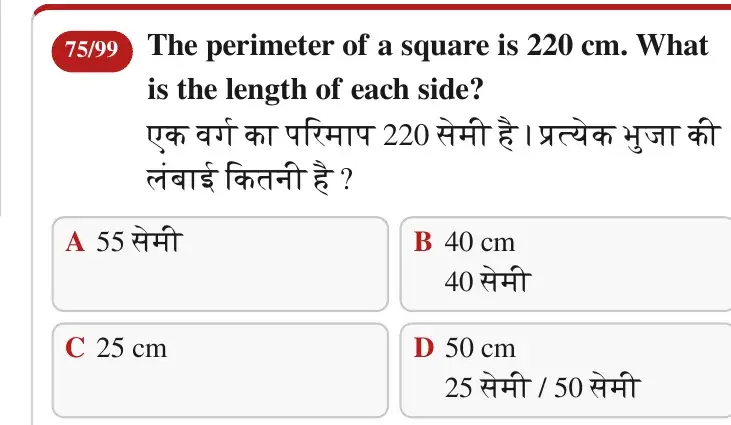 75/99 The perimeter of a square is 220 cm. What
is the length of each side?
एक वर्ग का परिमाप 220 सेमी है। प्रत्येक भुजा की
लंबाई कितनी है ?
A 55 सेमी
B 40 cm
40 सेमी
C 25 cm
D 50 cm
25 सेमी / 50 सेमी